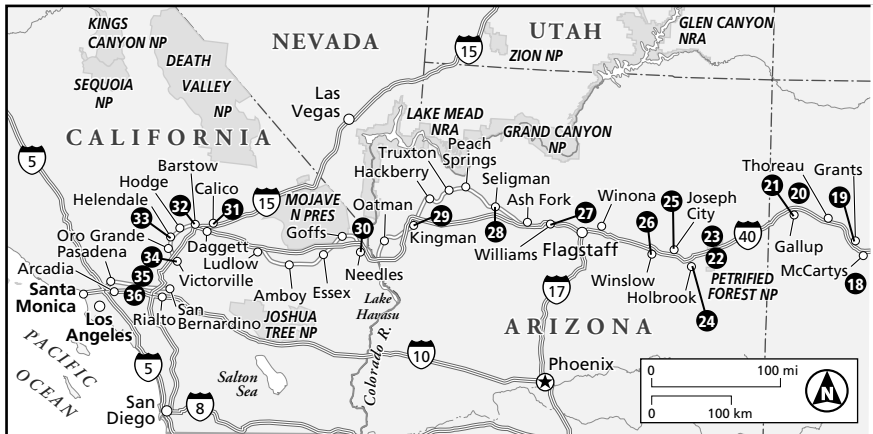 KINGS
CANYON NP
NEVADA
UTAH
GLEN CANYON
NRA
15
ZION NP
DEATH
VALLEY
NP
SEQUOIA
NP
Las
Vegas
LAKE MEAD
NRA
GRAND CANYON
NP
CALIFORNIA
5
Barstow
Hodge
Calico
Helendale
32
31
15
33
MOJAVE
N PRES
Truxton
Peach
Springs
Hackberry
Oatman
Seligman
Ash Fork
Winona
Joseph
City
Thoreau
Grants
21
20
19
30
29
28
27
26
25
23
22
40
Oro Grande
Pasadena
Arcadia
34
35
36
Daggett
Ludlow
Goffs
Kingman
Williams
Flagstaff
Gallup
McCartys
18
Victorville
Amboy
Essex
Needles
Winslow
Holbrook
PETRIFIED
FOREST NP
24
Santa
Monica
Los
Angeles
Rialto
San
Bernardino
JOSHUA
TREE NP
Lake
Havasu
17
ARIZONA
Colorado R.
PACIFIC
OCEAN
5
Salton
Sea
10
Phoenix
San
Diego
8
0
100 mi
0
100 km
N